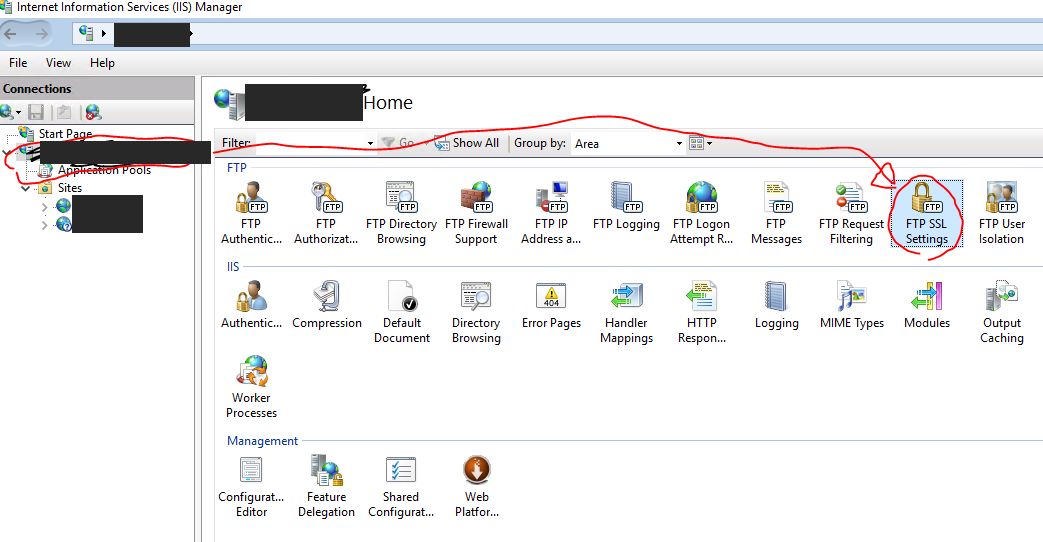 Internet Information Services (IIS) Manager
File View Help
Connections
Start Page
Application Pools
Sites
Home
Filter: Go Show All Group by: Area
FTP
FTP Authentic...
FTP Authorizat...
FTP Directory Browsing
FTP Firewall Support
FTP IP Address a...
FTP Logging
FTP Logon Attempt R...
FTP Messages
FTP Request Filtering
FTP SSL Settings
FTP User Isolation
IIS
Authentic...
Compression
Default Document
Directory Browsing
404
Error Pages
Handler Mappings
HTTP Respon...
Logging
MIME Types
Modules
Output Caching
Worker Processes
Management
Configurat... Editor
Feature Delegation
Shared Configurat...
Web Platfor...